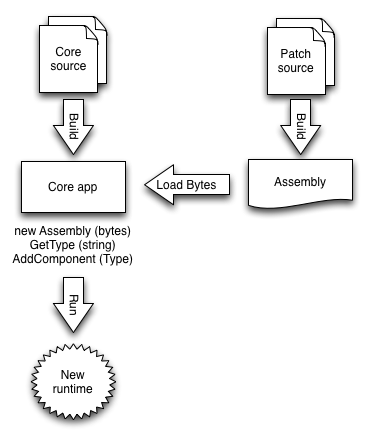 Core
source
Patch
source
Build
Build
Core app
Load Bytes
Assembly
new Assembly (bytes)
GetType (string)
AddComponent (Type)
Run
New
runtime